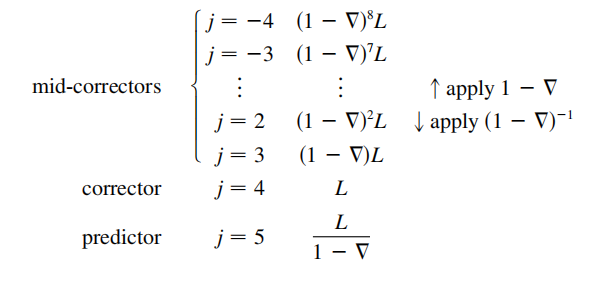 j = −4 (1 − ∇)⁸L
j = −3 (1 − ∇)⁷L
mid-correctors ⋮ ⋮ ↑ apply 1 − ∇
j = 2 (1 − ∇)²L ↓ apply (1 − ∇)⁻¹
j = 3 (1 − ∇)L
corrector j = 4 L
predictor j = 5 L / (1 − ∇)